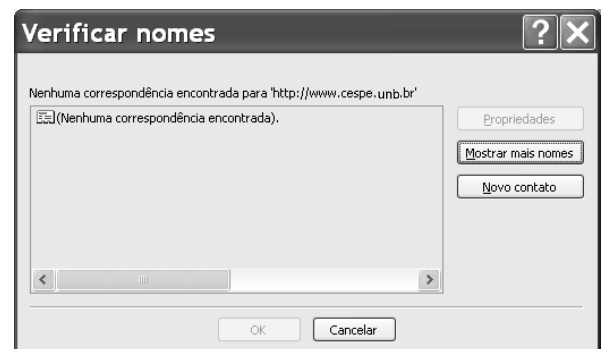 Verificar nomes
Nenhuma correspondência encontrada para 'http://www.cespe.unb.br'
(Nenhuma correspondência encontrada).
Propriedades
Mostrar mais nomes
Novo contato
OK
Cancelar